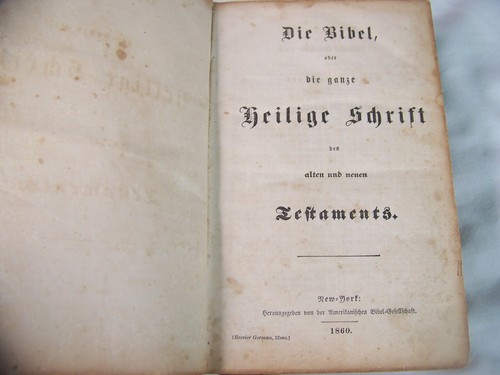 Die Bibel,
oder
die ganze
Heilige Schrift
des
alten und neuen
Testaments.
New-York:
Herausgegeben von der Amerikanischen Bibel-Gesellschaft.
1860.
German, 12mo.]